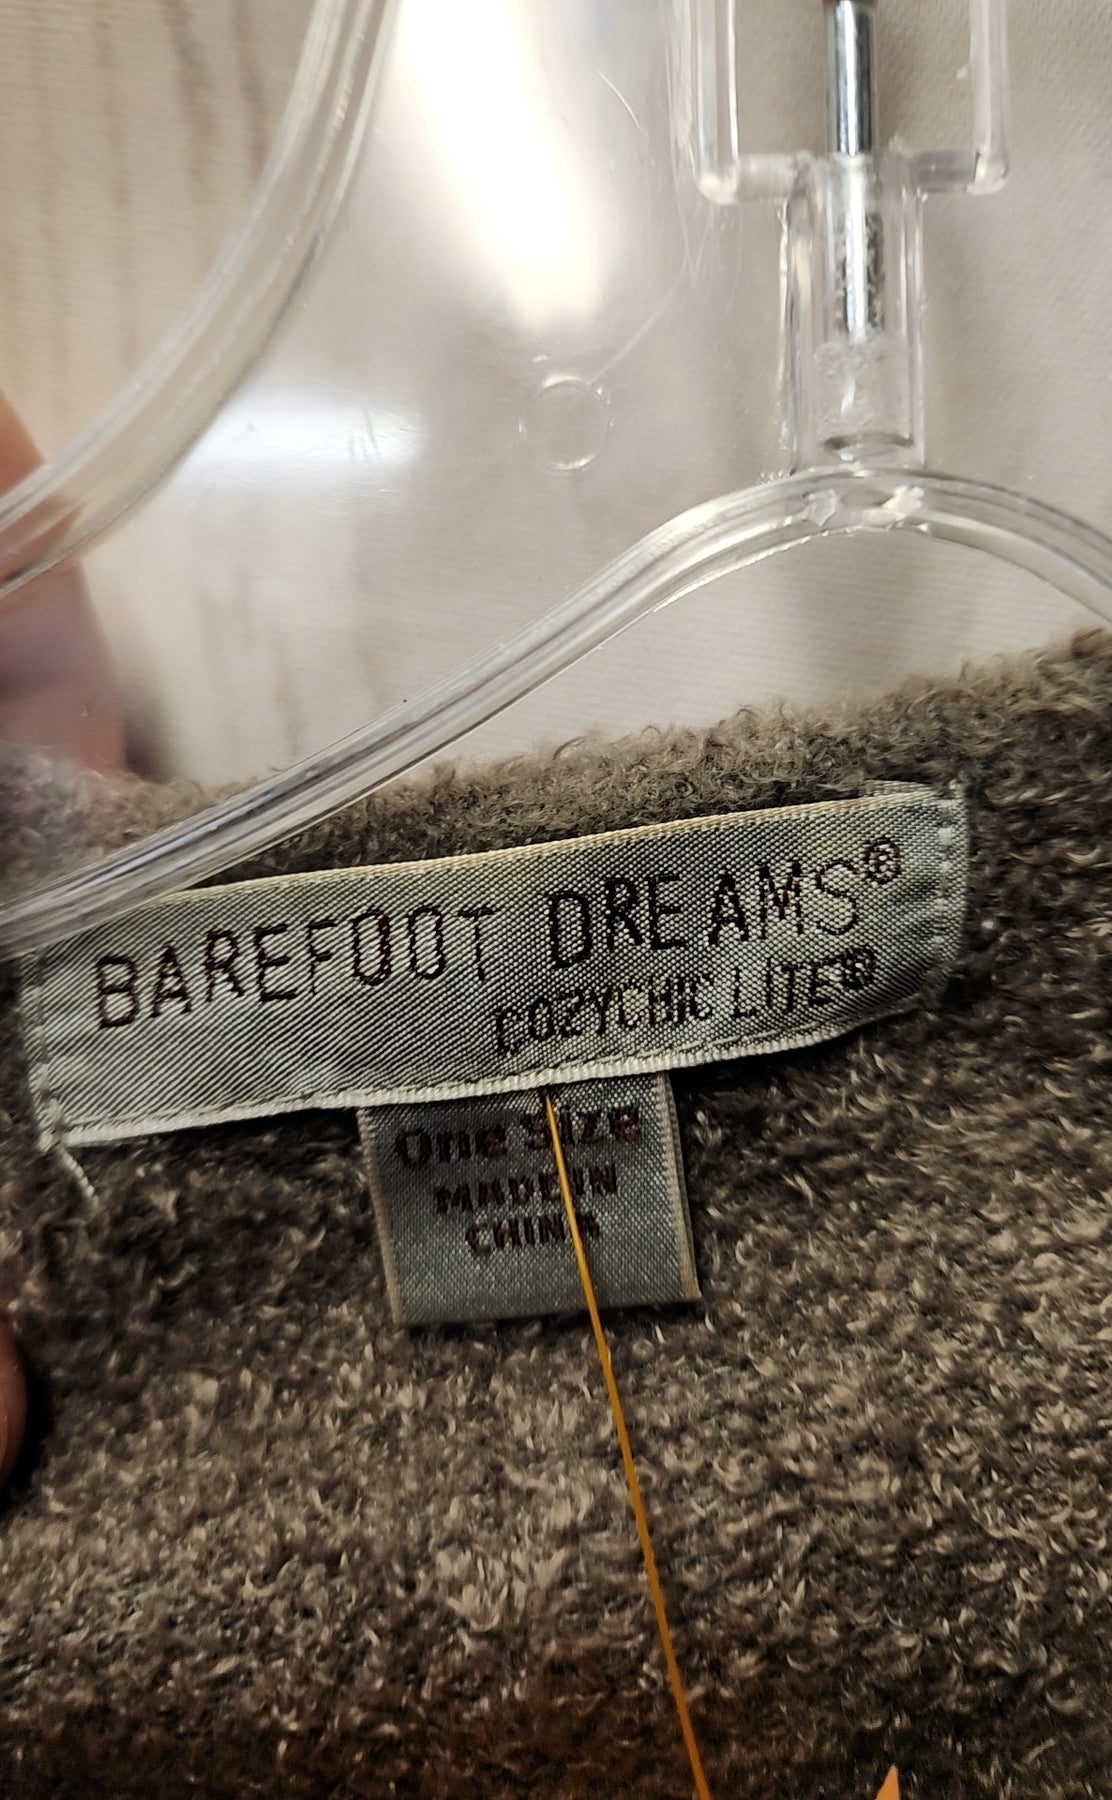 BAREFOOT DREAMS®
COZYCHIC LITE®
One Size
MADE IN
CHINA